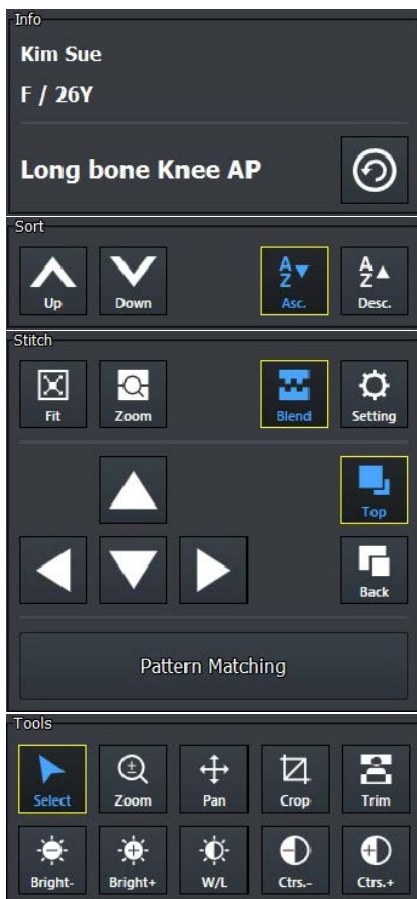 Info
Kim Sue
F / 26Y
Long bone Knee AP
Sort
Up Down A Z Asc. A Z Desc.
Stitch
Fit Zoom Blend Setting
Top
Back
Pattern Matching
Tools
Select Zoom Pan Crop Trim
Bright- Bright+ W/L Ctrs.- Ctrs.+